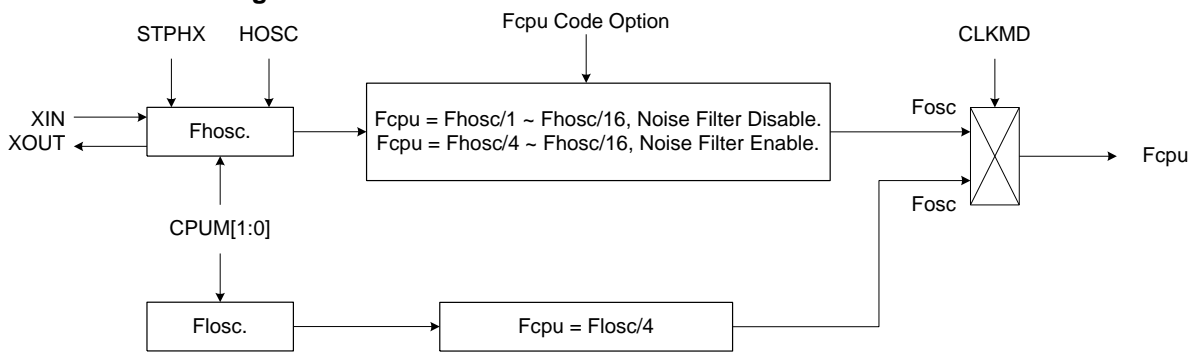 Fcpu Code Option
STPHX HOSC
CLKMD
XIN
XOUT
Fhosc.
Fcpu = Fhosc/1 ~ Fhosc/16, Noise Filter Disable.
Fcpu = Fhosc/4 ~ Fhosc/16, Noise Filter Enable.
Fosc
Fosc
Fcpu
CPUM[1:0]
Flosc.
Fcpu = Flosc/4